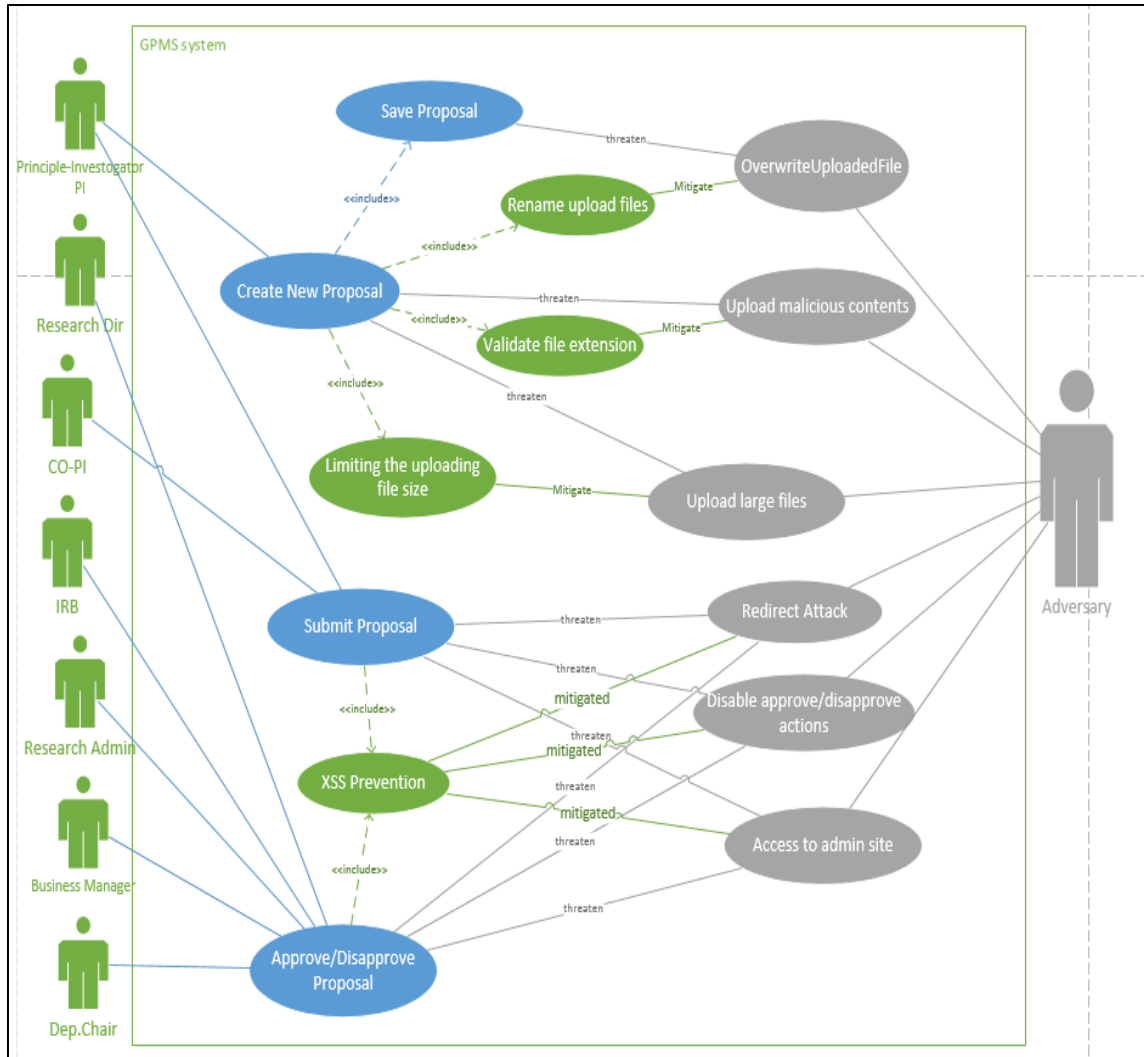 GPMS system
Principle-Investogator
PI
Research Dir
CO-PI
IRB
Research Admin
Business Manager
Dep.Chair
Save Proposal
threaten
OverwriteUploadedFile
<<include>>
Rename upload files
Mitigate
<<include>>
Create New Proposal
threaten
Upload malicious contents
<<include>>
Validate file extension
Mitigate
<<include>>
threaten
Limiting the uploading
file size
Mitigate
Upload large files
Adversary
Submit Proposal
threaten
Redirect Attack
threaten
Disable approve/disapprove
actions
<<include>>
mitigated
threaten
mitigated
XSS Prevention
threaten
mitigated
Access to admin site
threaten
<<include>>
threaten
Approve/Disapprove
Proposal